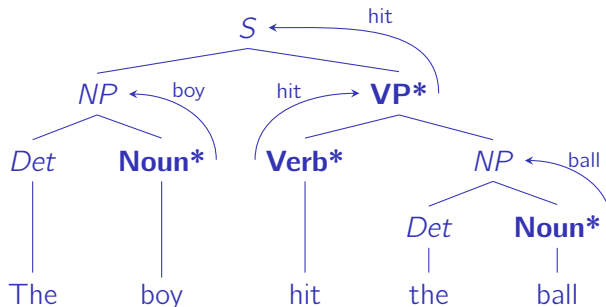 S
hit
NP
boy
hit
VP*
Det
Noun*
Verb*
NP
ball
Det
Noun*
The
boy
hit
the
ball